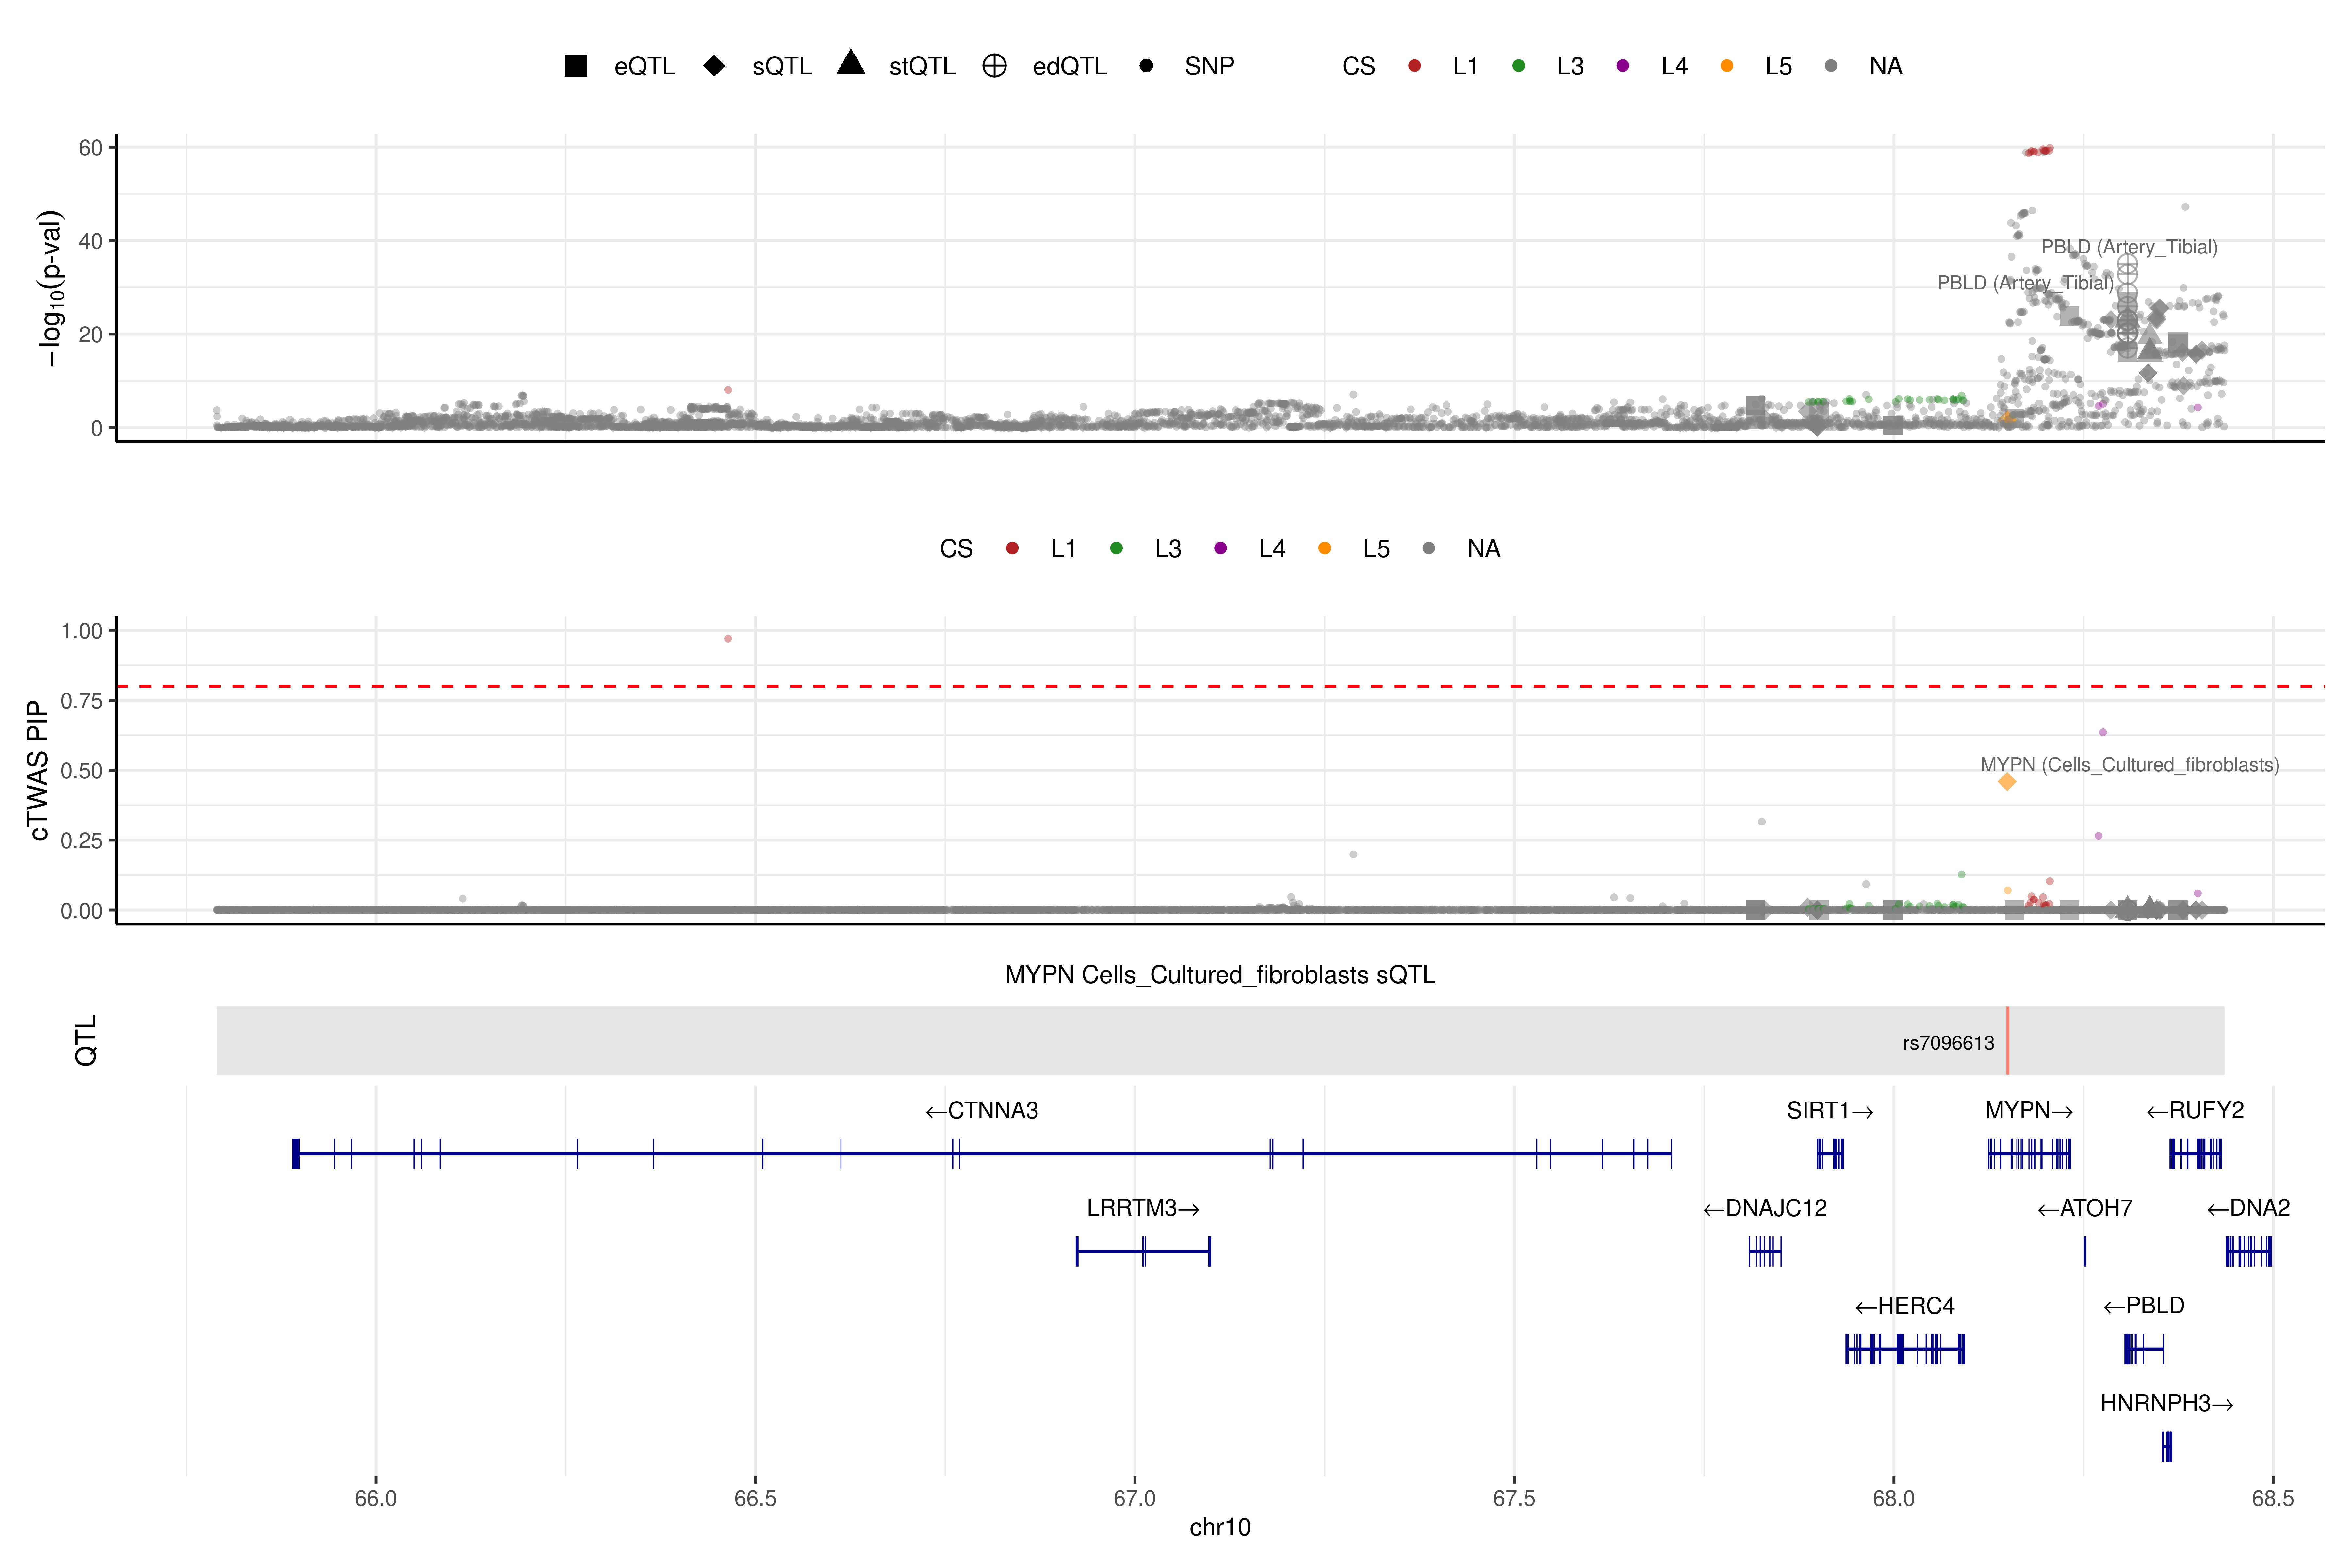 eQTL sQTL stQTL edQTL SNP CS L1 L3 L4 L5 NA
60
40
20
0
−log10(p-val)
PBLD (Artery_Tibial)
PBLD (Artery_Tibial)
CS L1 L3 L4 L5 NA
1.00
0.75
0.50
0.25
0.00
cTWAS PIP
MYPN (Cells_Cultured_fibroblasts)
MYPN Cells_Cultured_fibroblasts sQTL
QTL
rs7096613
←CTNNA3 SIRT1→ MYPN→ ←RUFY2
LRRTM3→ ←DNAJC12 ←ATOH7 ←DNA2
←HERC4 ←PBLD
HNRNPH3→
66.0 66.5 67.0 67.5 68.0 68.5
chr10